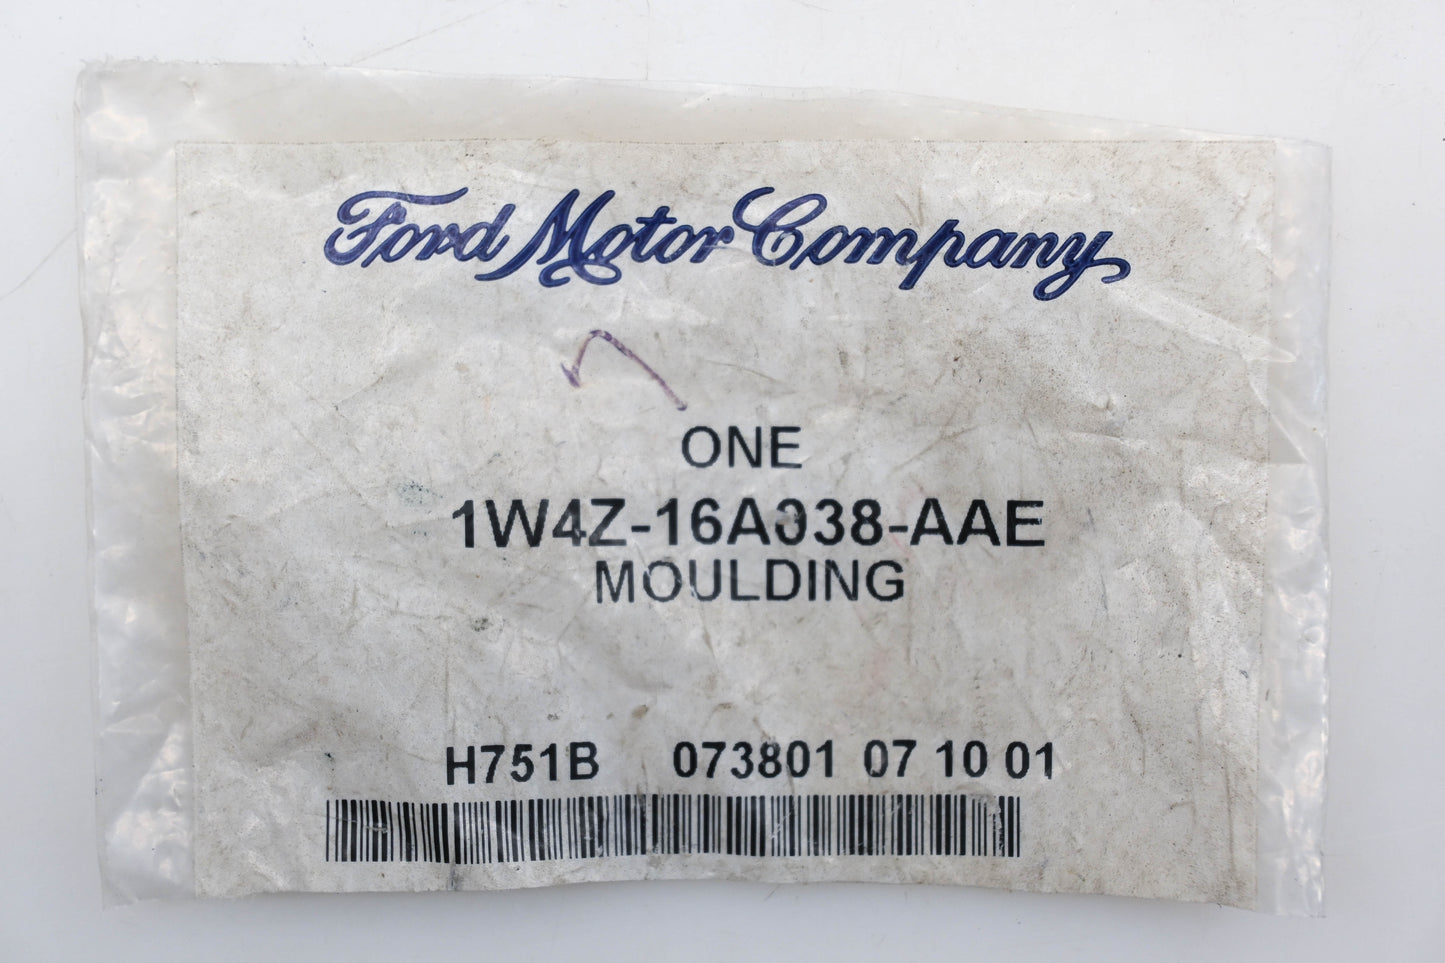 Ford Motor Company
ONE
1W4Z-16A038-AAE
MOULDING
H751B 073801 07 10 01